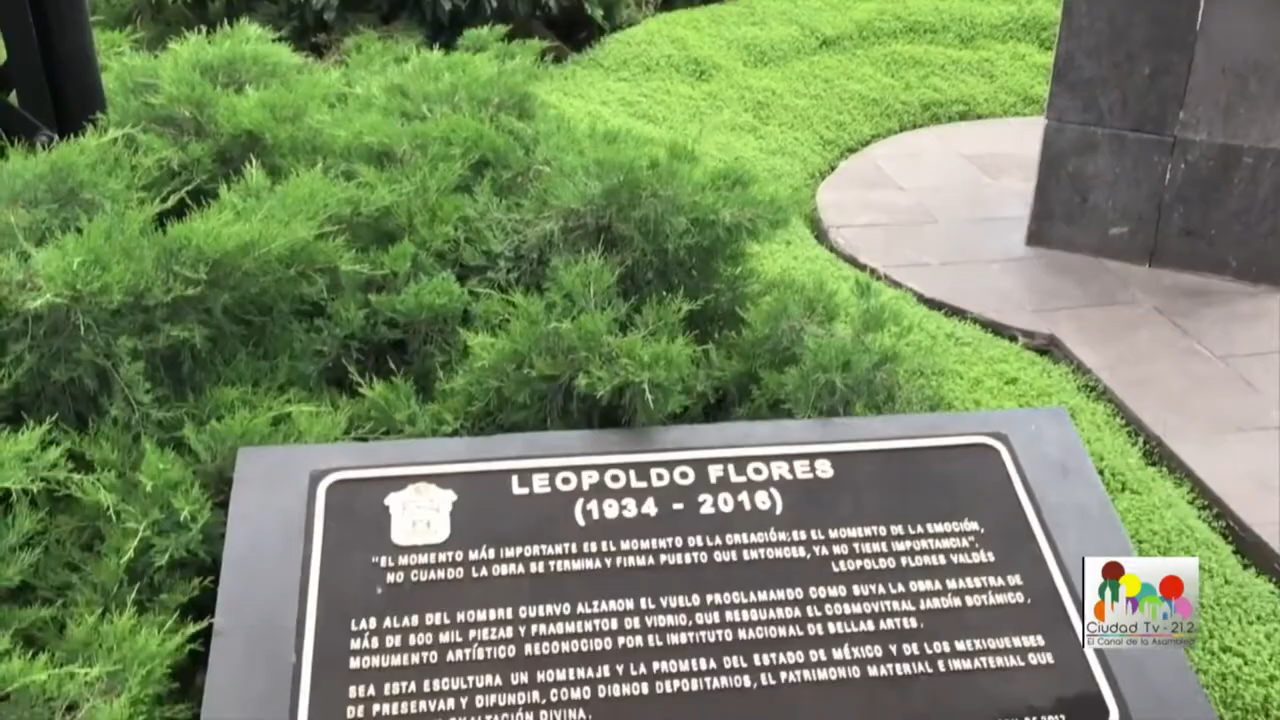 LEOPOLDO FLORES
(1934 - 2016)
"EL MOMENTO MÁS IMPORTANTE ES EL MOMENTO DE LA CREACIÓN; ES EL MOMENTO DE LA EMOCIÓN,
NO CUANDO LA OBRA SE TERMINA Y FIRMA PUESTO QUE ENTONCES, YA NO TIENE IMPORTANCIA".
LEOPOLDO FLORES VALDÉS
LAS ALAS DEL HOMBRE CUERVO ALZARON EL VUELO PROCLAMANDO COMO SUYA LA OBRA MAESTRA DE
MÁS DE 500 MIL PIEZAS Y FRAGMENTOS DE VIDRIO, QUE RESGUARDA EL COSMOVITRAL JARDÍN BOTÁNICO,
MONUMENTO ARTÍSTICO RECONOCIDO POR EL INSTITUTO NACIONAL DE BELLAS ARTES.
SEA ESTA ESCULTURA UN HOMENAJE Y LA PROMESA DEL ESTADO DE MÉXICO Y DE LOS MEXIQUENSES
DE PRESERVAR Y DIFUNDIR, COMO DIGNOS DEPOSITARIOS, EL PATRIMONIO MATERIAL E INMATERIAL QUE
EXALTACIÓN DIVINA.
Ciudad Tv - 21.2
El Canal de la Asamblea